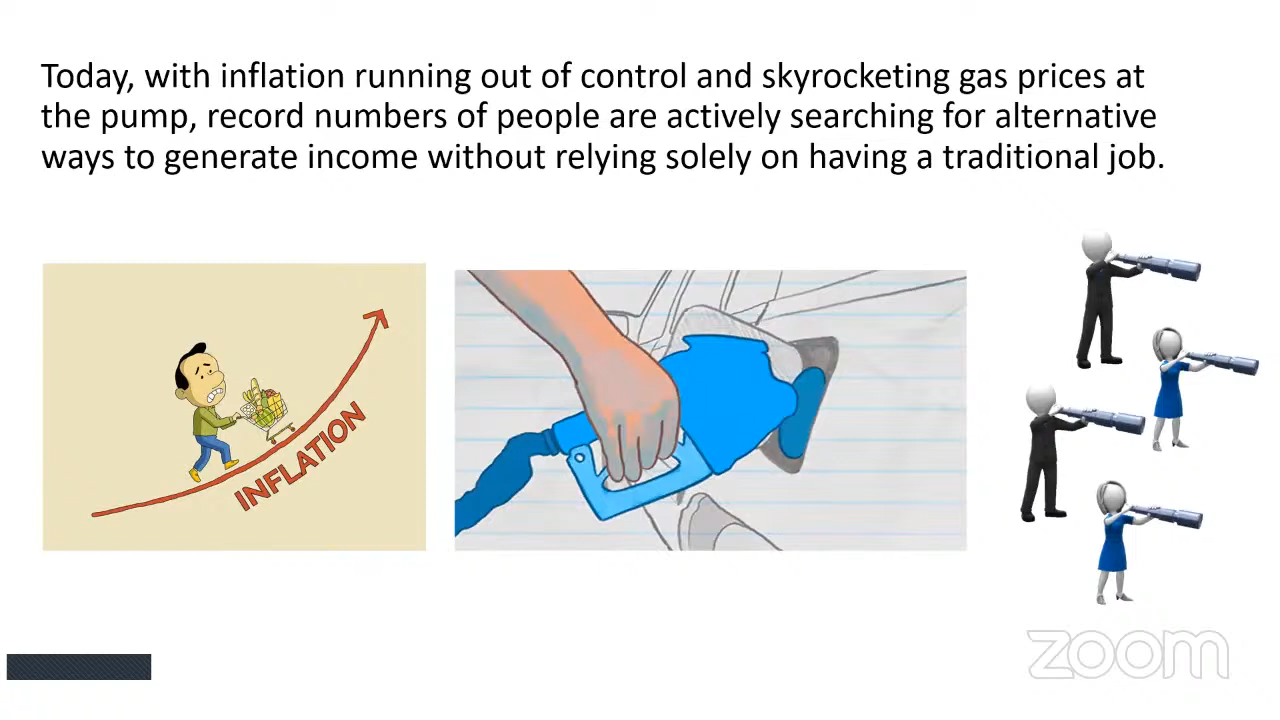 Today, with inflation running out of control and skyrocketing gas prices at
the pump, record numbers of people are actively searching for alternative
ways to generate income without relying solely on having a traditional job.
INFLATION
zoom